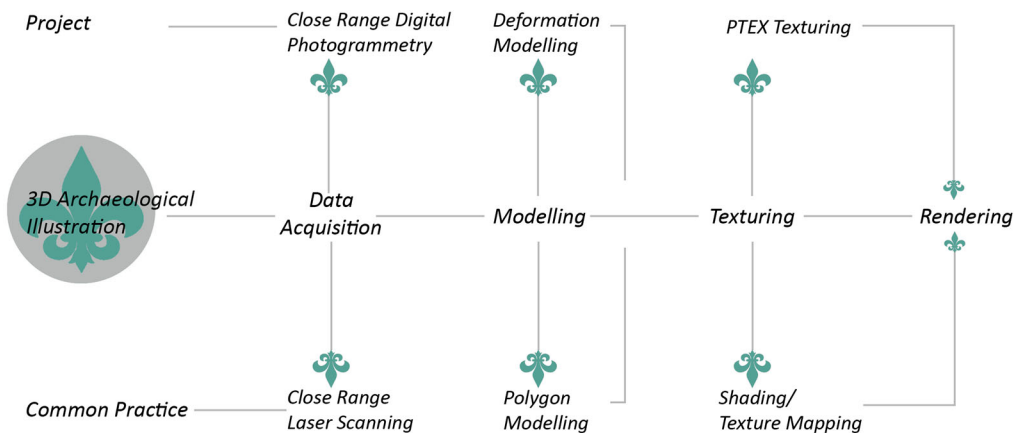 Project
Close Range Digital
Photogrammetry
Deformation
Modelling
PTEX Texturing
3D Archaeological
Illustration
Data
Acquisition
Modelling
Texturing
Rendering
Common Practice
Close Range
Laser Scanning
Polygon
Modelling
Shading/
Texture Mapping